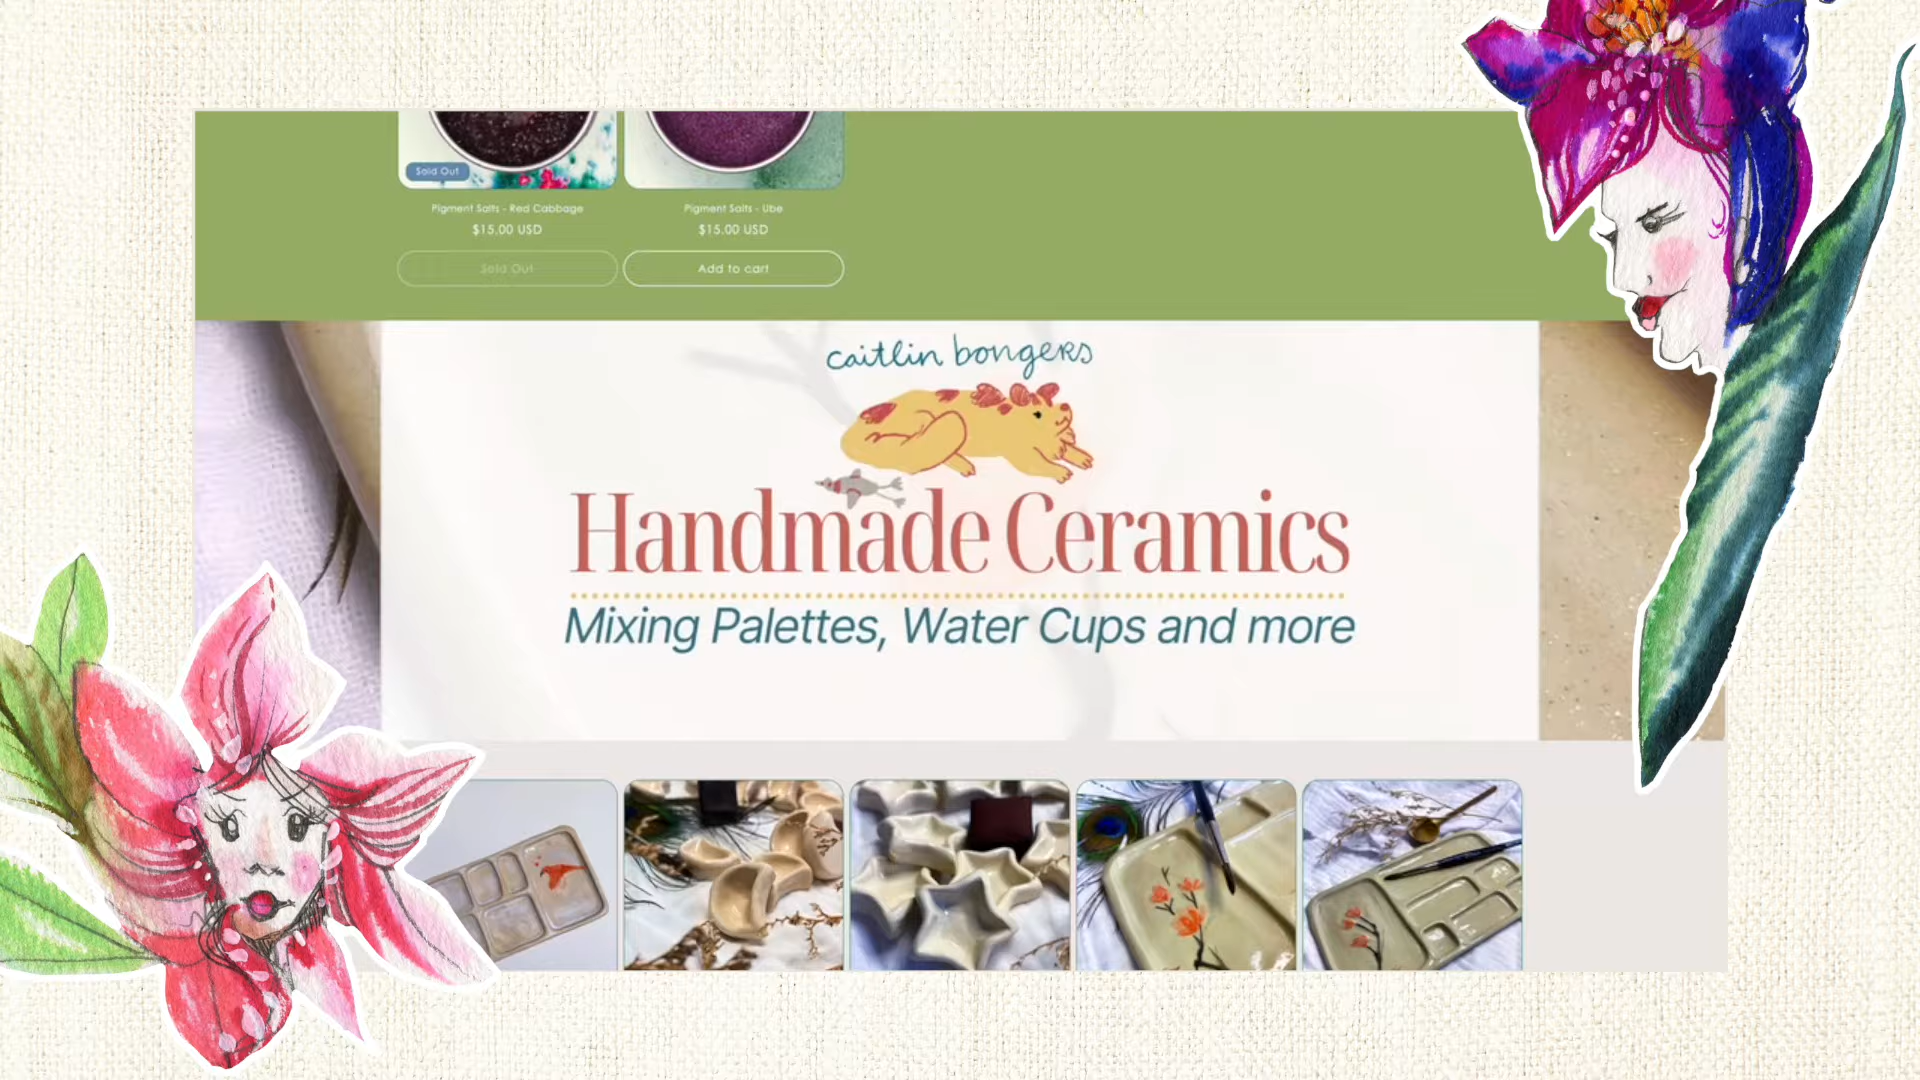 Sold Out
Pigment Salts - Red Cabbage
Pigment Salts - Ube
$15.00 USD
$15.00 USD
Sold Out
Add to cart
caitlin bongers
Handmade Ceramics
Mixing Palettes, Water Cups and more